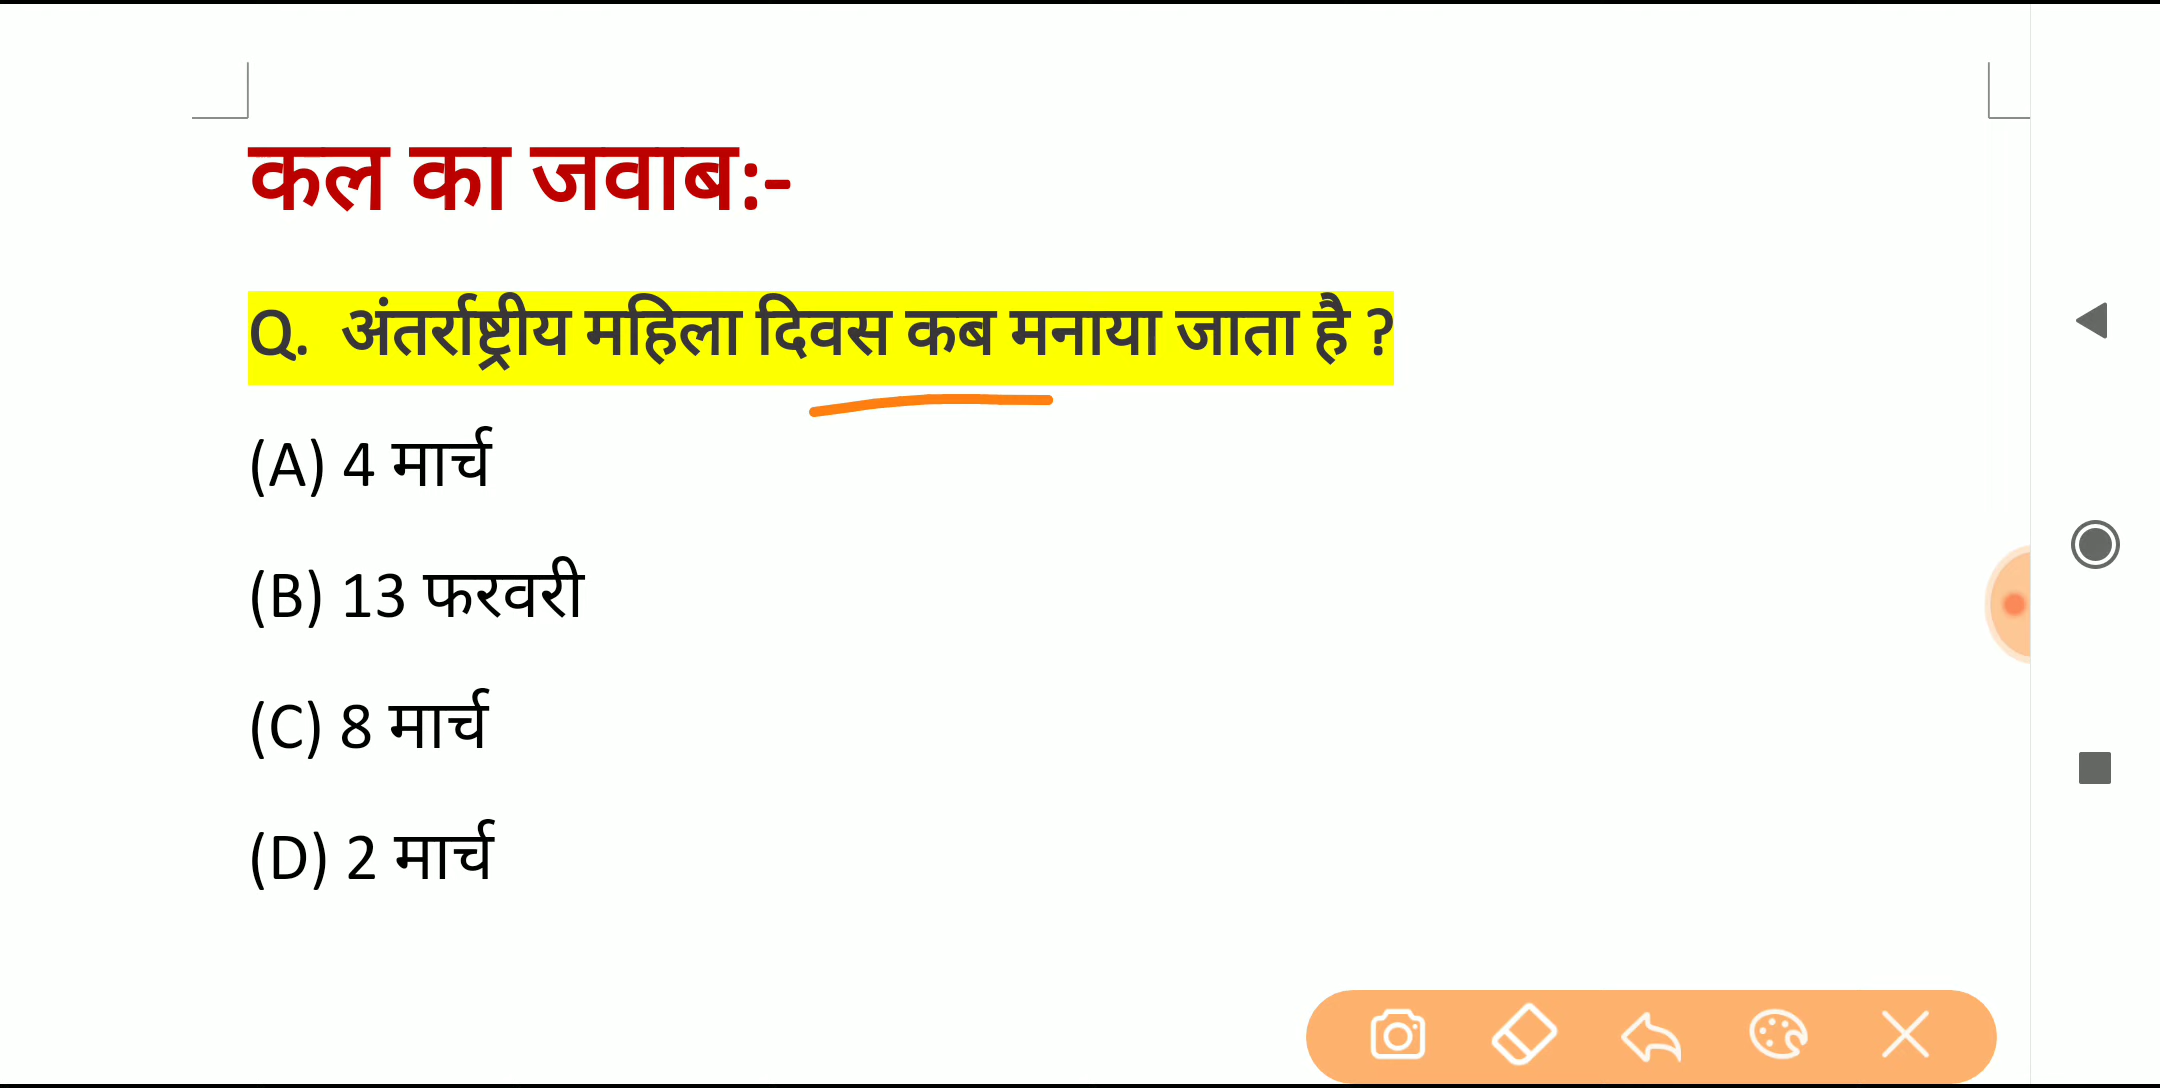 कल का जवाब:-
Q. अंतर्राष्ट्रीय महिला दिवस कब मनाया जाता है ?
(A) 4 मार्च
(B) 13 फरवरी
(C) 8 मार्च
(D) 2 मार्च